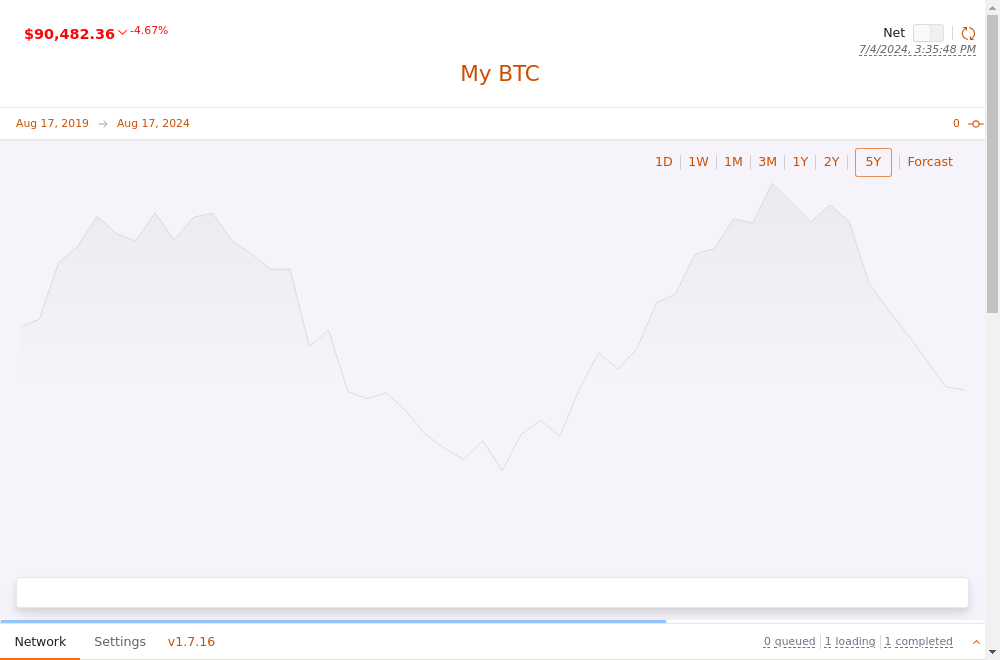 $90,482.36 -4.67%
Net
7/4/2024, 3:35:48 PM
My BTC
Aug 17, 2019 → Aug 17, 2024
0
1D 1W 1M 3M 1Y 2Y 5Y Forcast
Network Settings v1.7.16
0 queued 1 loading 1 completed